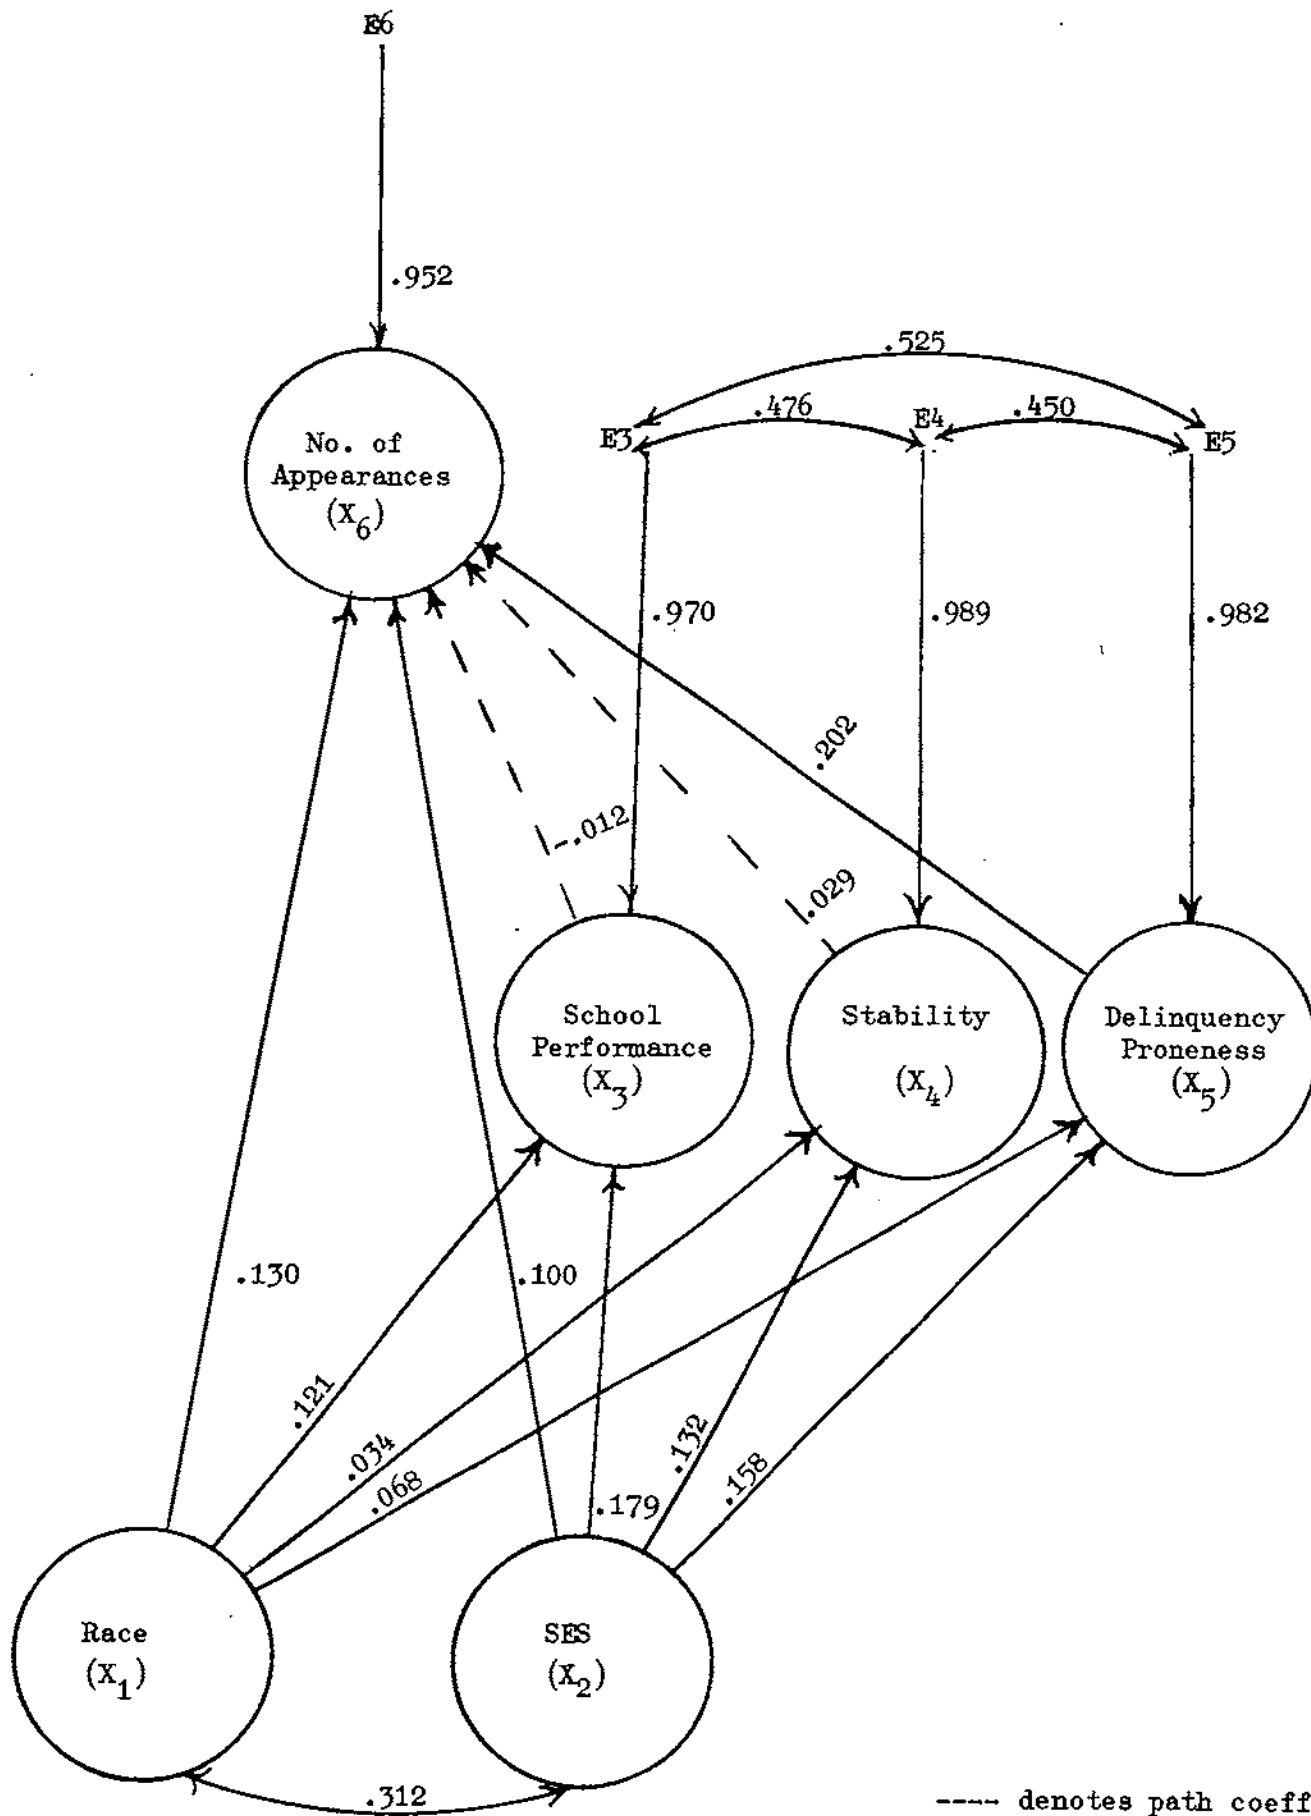 E6
.952
.525
.476
.450
E3
E4
E5
No. of
Appearances
(X6)
.970
.989
.982
.202
-.012
.029
School
Performance
(X3)
Stability
(X4)
Delinquency
Proneness
(X5)
.130
.100
.121
.034
.068
.179
.132
.158
Race
(X1)
SES
(X2)
.312
---- denotes path coeff